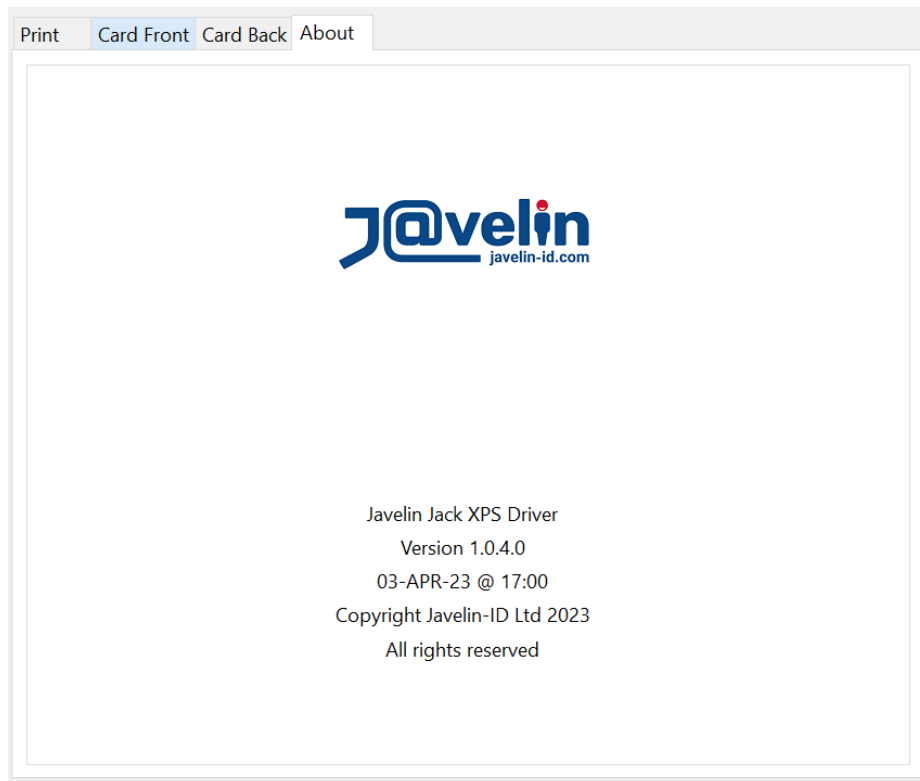 Print Card Front Card Back About
J@velin
javelin-id.com
Javelin Jack XPS Driver
Version 1.0.4.0
03-APR-23 @ 17:00
Copyright Javelin-ID Ltd 2023
All rights reserved